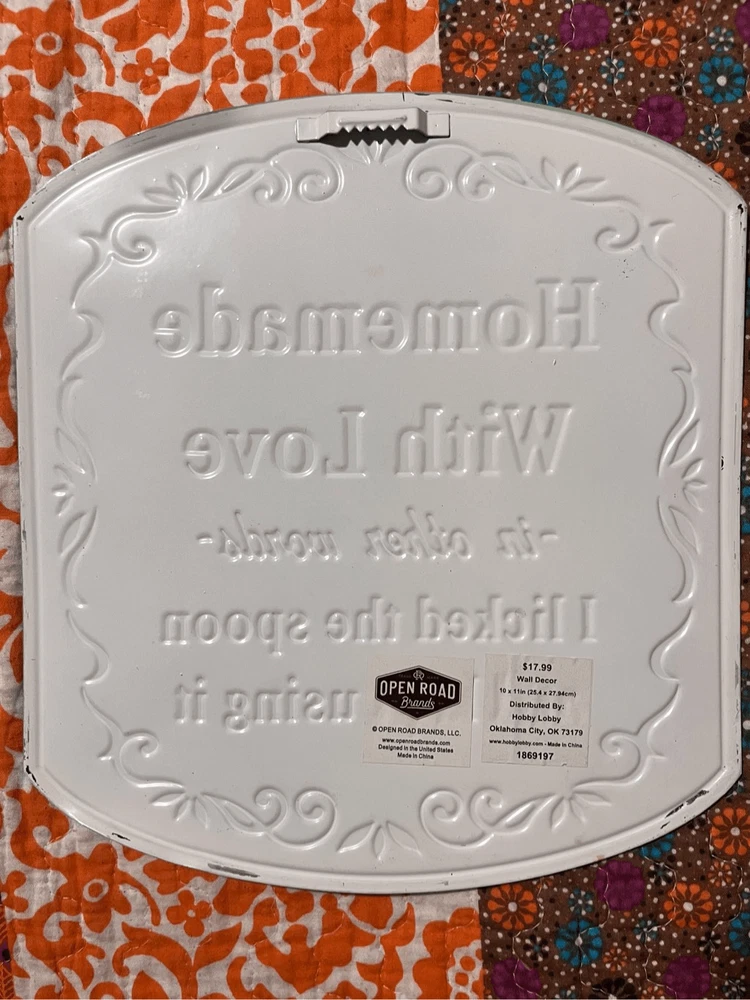 Homemade
With Love
-in other words-
I licked the spoon
using it
OPEN ROAD
Brands
© OPEN ROAD BRANDS, LLC.
www.openroadbrands.com
Designed in the United States
Made in China
$17.99
Wall Decor
10 x 11in (25.4 x 27.94cm)
Distributed By:
Hobby Lobby
Oklahoma City, OK 73179
www.hobbylobby.com - Made in China
1869197